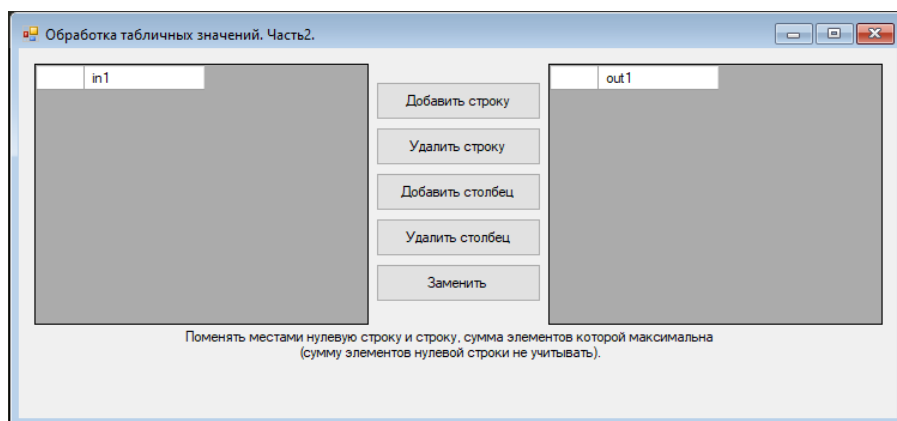 Обработка табличных значений. Часть2.
in1
out1
Добавить строку
Удалить строку
Добавить столбец
Удалить столбец
Заменить
Поменять местами нулевую строку и строку, сумма элементов которой максимальна
(сумму элементов нулевой строки не учитывать).